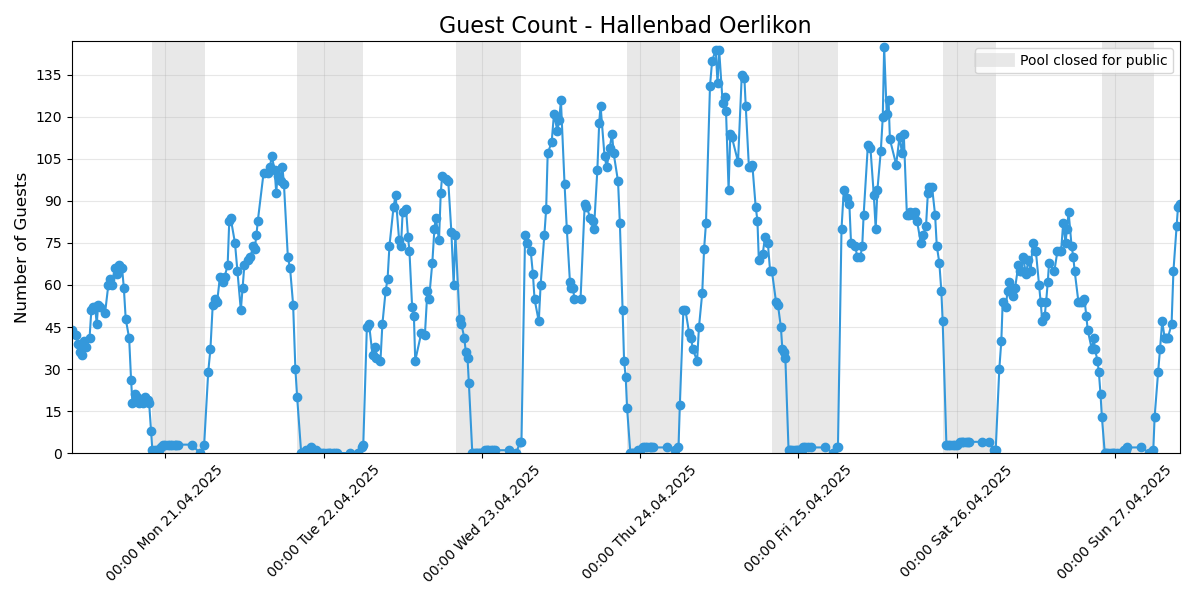 Guest Count - Hallenbad Oerlikon
Pool closed for public
Number of Guests
135
120
105
90
75
60
45
30
15
0
00:00 Mon 21.04.2025
00:00 Tue 22.04.2025
00:00 Wed 23.04.2025
00:00 Thu 24.04.2025
00:00 Fri 25.04.2025
00:00 Sat 26.04.2025
00:00 Sun 27.04.2025